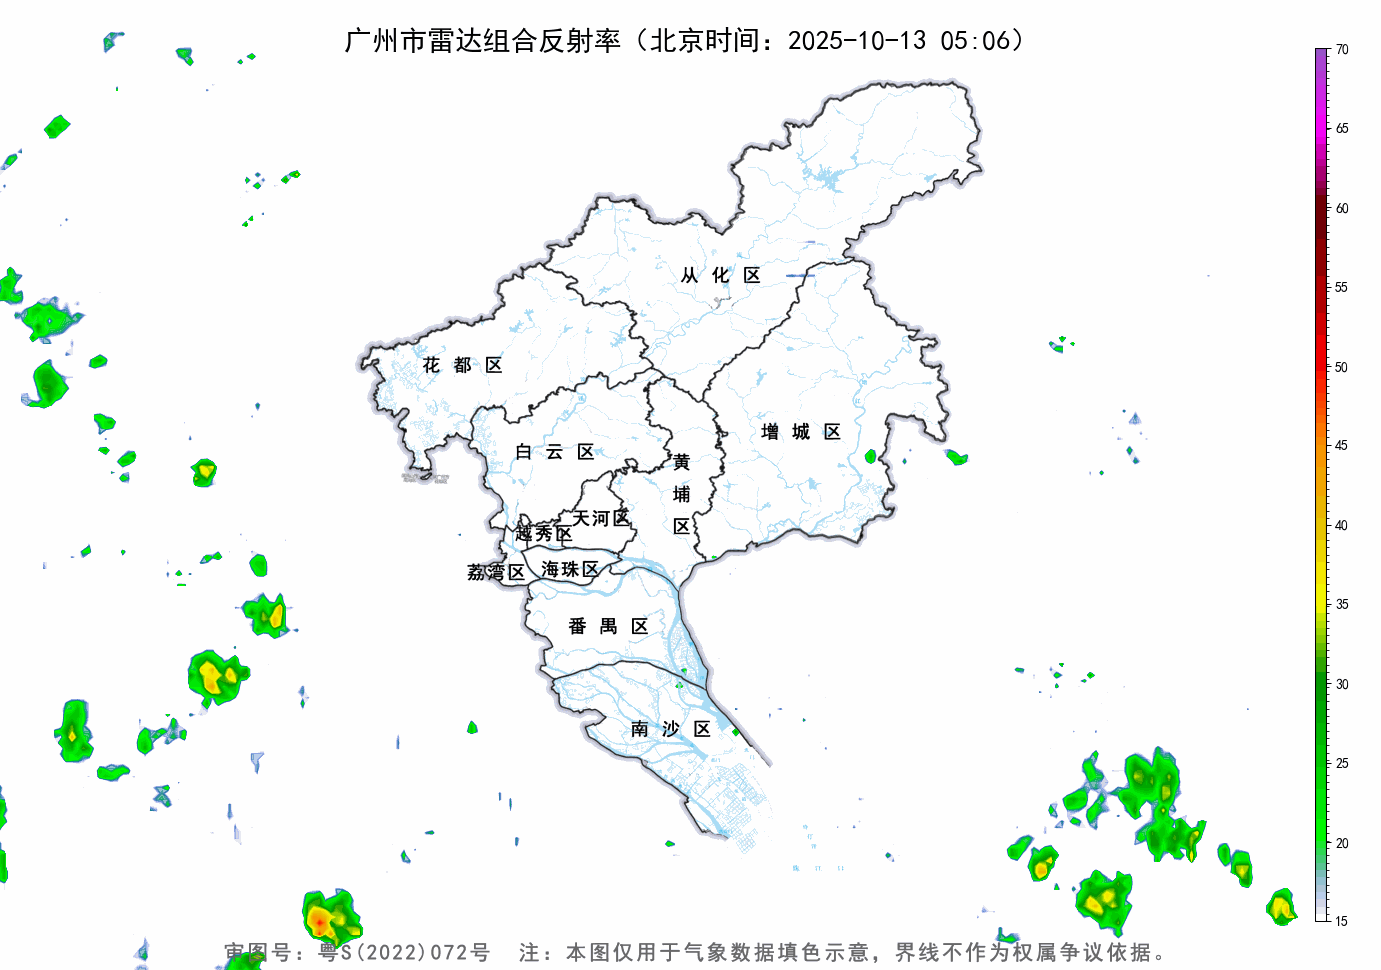 广州市雷达组合反射率（北京时间：2025-10-13 05:06）
70
65
60
55
50
45
40
35
30
25
20
15
从化区
花都区
增城区
白云区
黄埔区
天河区
越秀区
荔湾区
海珠区
番禺区
南沙区
审图号：粤S(2022)072号 注：本图仅用于气象数据填色示意，界线不作为权属争议依据。